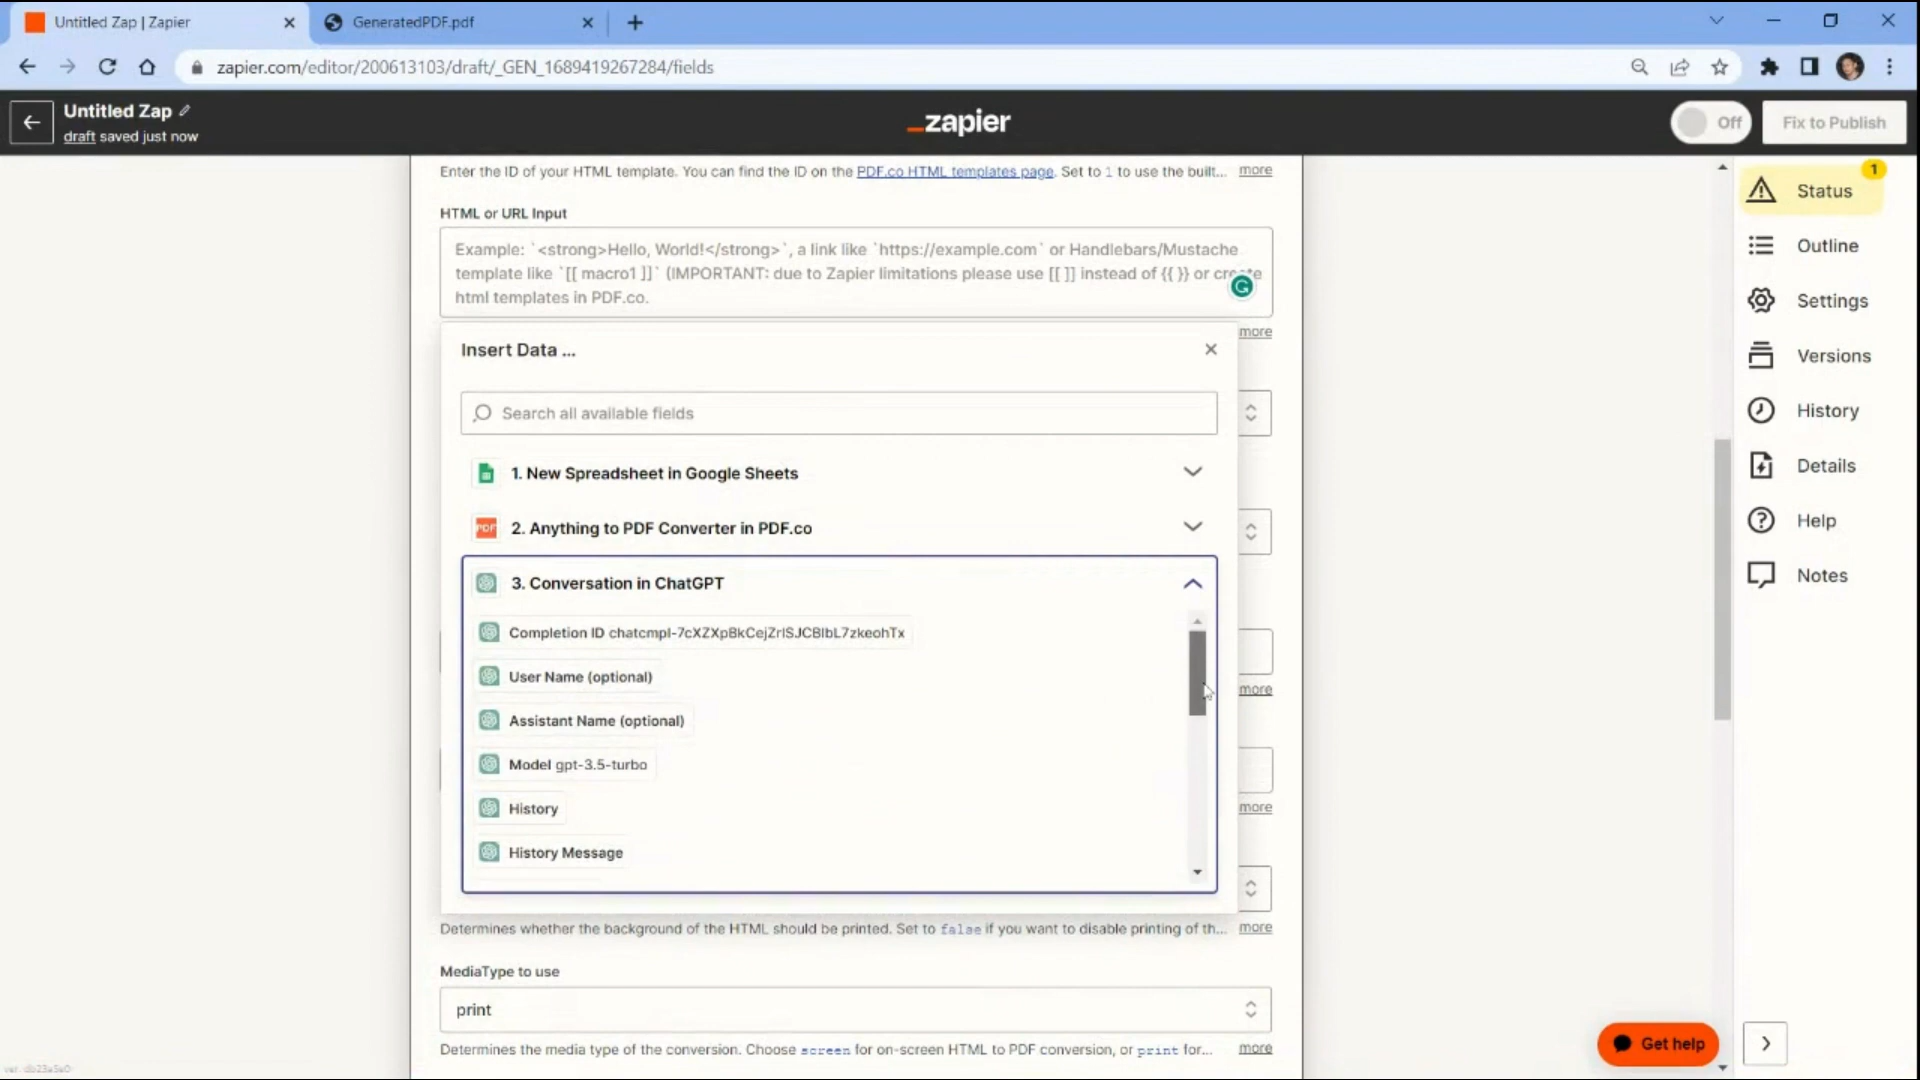 Untitled Zap | Zapier
GeneratedPDF.pdf
zapier.com/editor/200613103/draft/_GEN_1689419267284/fields
Untitled Zap
draft saved just now
zapier
Off
Fix to Publish
Enter the ID of your HTML template. You can find the ID on the PDF.co HTML templates page. Set to 1 to use the built...
more
HTML or URL Input
Example: `<strong>Hello, World!</strong>`, a link like `https://example.com` or Handlebars/Mustache
template like `[[ macro1 ]]` (IMPORTANT: due to Zapier limitations please use [[ ]] instead of {{ }} or create
html templates in PDF.co.
more
Insert Data ...
Search all available fields
1. New Spreadsheet in Google Sheets
PDF
2. Anything to PDF Converter in PDF.co
3. Conversation in ChatGPT
Completion ID
User Name (optional)
Assistant Name (optional)
more
Model gpt-3.5-turbo
History
more
History Message
Determines whether the background of the HTML should be printed. Set to false if you want to disable printing of th...
more
MediaType to use
print
Determines the media type of the conversion. Choose screen for on-screen HTML to PDF conversion, or print for...
more
1
Status
Outline
Settings
Versions
History
Details
Help
Notes
Get help